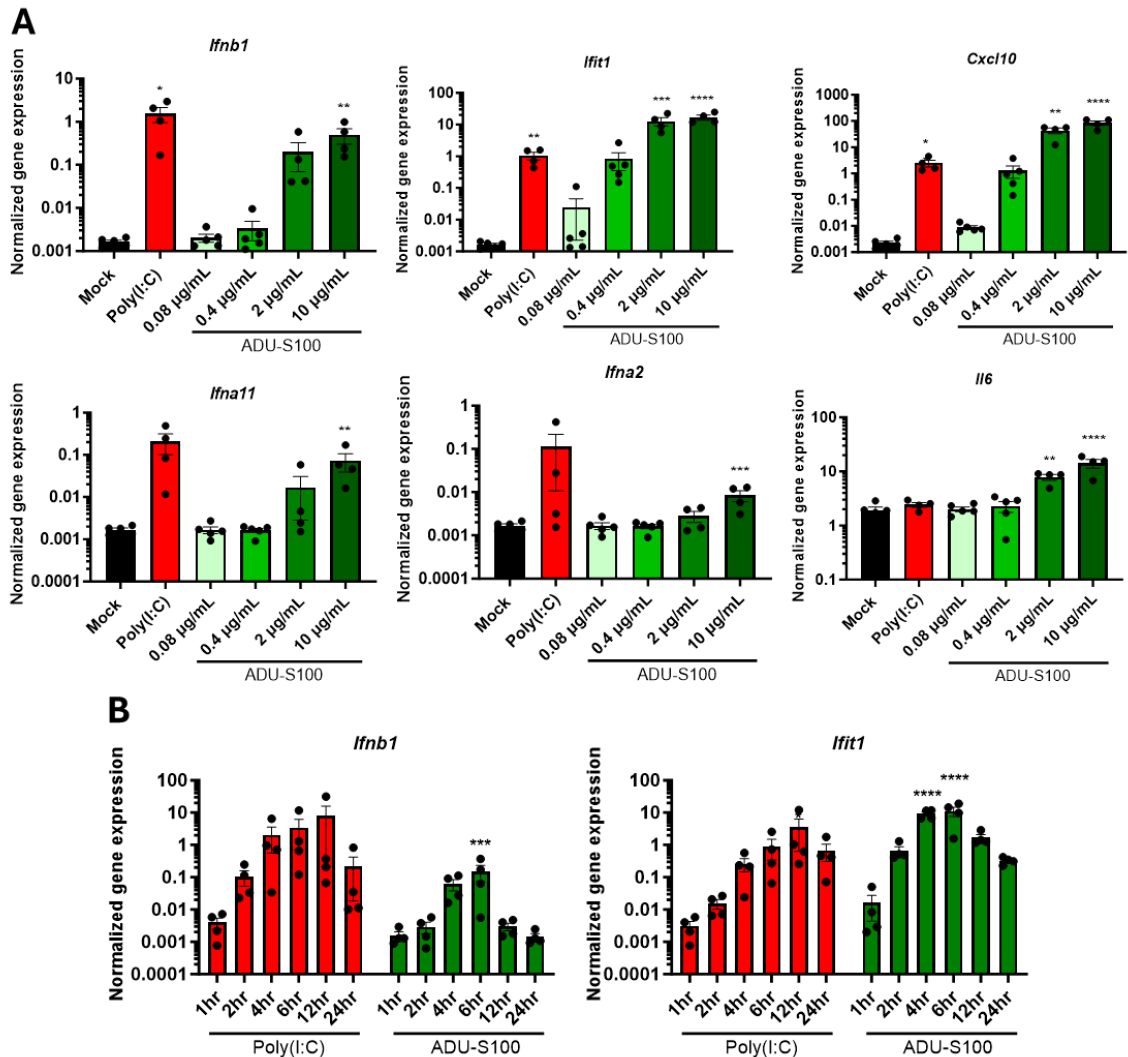 A
Ifnb1
Normalized gene expression
10
1
0.1
0.01
0.001
*
**
Mock
Poly(I:C)
0.08 µg/mL
0.4 µg/mL
2 µg/mL
10 µg/mL
ADU-S100
Ifit1
Normalized gene expression
100
10
1
0.1
0.01
0.001
**
***
****
Mock
Poly(I:C)
0.08 µg/mL
0.4 µg/mL
2 µg/mL
10 µg/mL
ADU-S100
Cxcl10
Normalized gene expression
1000
100
10
1
0.1
0.01
0.001
*
**
****
Mock
Poly(I:C)
0.08 µg/mL
0.4 µg/mL
2 µg/mL
10 µg/mL
ADU-S100
Ifna11
Normalized gene expression
1
0.1
0.01
0.001
0.0001
**
Mock
Poly(I:C)
0.08 µg/mL
0.4 µg/mL
2 µg/mL
10 µg/mL
ADU-S100
Ifna2
Normalized gene expression
1
0.1
0.01
0.001
0.0001
***
Mock
Poly(I:C)
0.08 µg/mL
0.4 µg/mL
2 µg/mL
10 µg/mL
ADU-S100
Il6
Normalized gene expression
100
10
1
0.1
**
****
Mock
Poly(I:C)
0.08 µg/mL
0.4 µg/mL
2 µg/mL
10 µg/mL
ADU-S100
B
Ifnb1
Normalized gene expression
100
10
1
0.1
0.01
0.001
0.0001
***
1hr
2hr
4hr
6hr
12hr
24hr
1hr
2hr
4hr
6hr
12hr
24hr
Poly(I:C)
ADU-S100
Ifit1
Normalized gene expression
100
10
1
0.1
0.01
0.001
0.0001
****
****
1hr
2hr
4hr
6hr
12hr
24hr
1hr
2hr
4hr
6hr
12hr
24hr
Poly(I:C)
ADU-S100